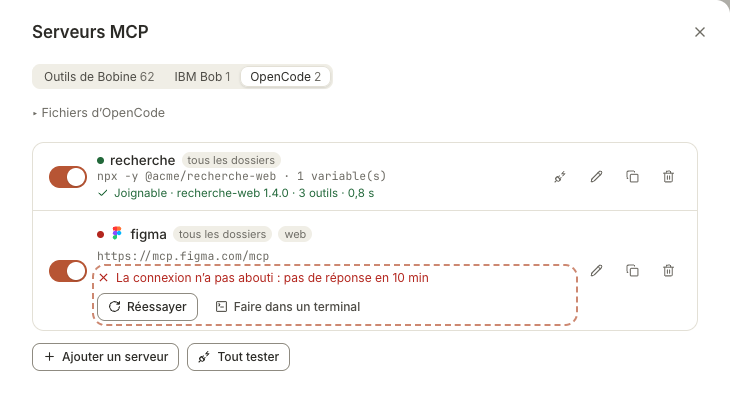 Serveurs MCP
Outils de Bobine 62 IBM Bob 1 OpenCode 2
Fichiers d’OpenCode
recherche tous les dossiers
npx -y @acme/recherche-web · 1 variable(s)
Joignable · recherche-web 1.4.0 · 3 outils · 0,8 s
figma tous les dossiers web
https://mcp.figma.com/mcp
La connexion n’a pas abouti : pas de réponse en 10 min
Réessayer Faire dans un terminal
Ajouter un serveur Tout tester